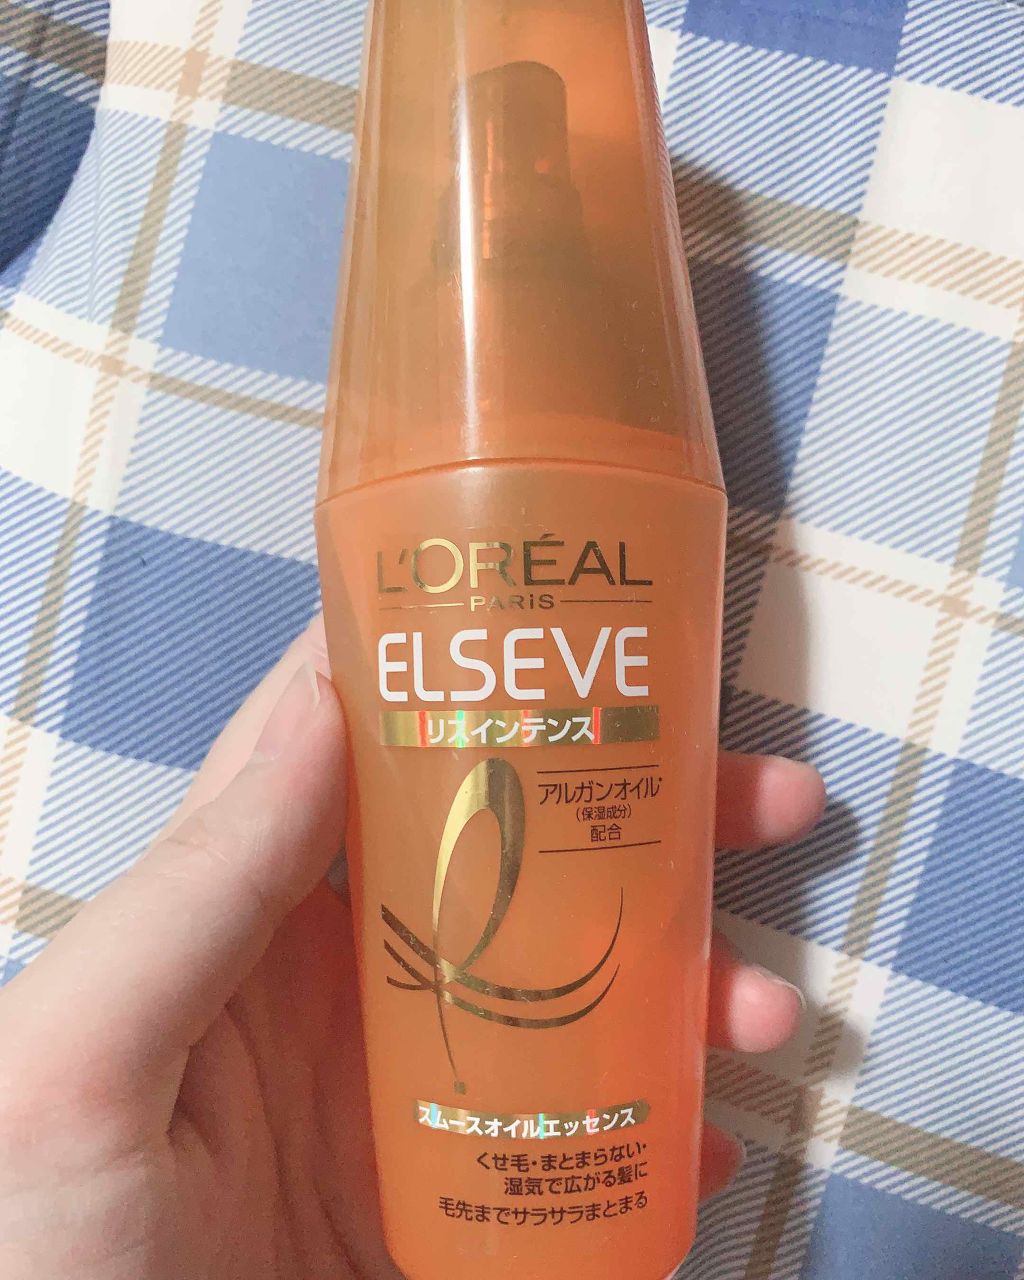 L'ORÉAL
PARiS
ELSEVE
リスインテンス
アルガンオイル*
(保湿成分)
配合
スムースオイルエッセンス
くせ毛・まとまらない・
湿気で広がる髪に
毛先までサラサラまとまる